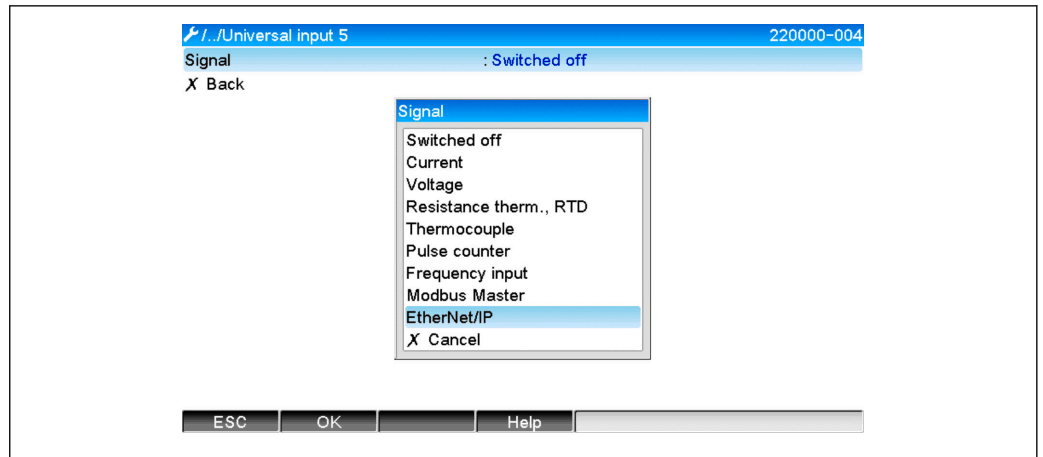 /../Universal input 5 220000-004
Signal : Switched off
X Back
Signal
Switched off
Current
Voltage
Resistance therm., RTD
Thermocouple
Pulse counter
Frequency input
Modbus Master
EtherNet/IP
X Cancel
ESC OK Help